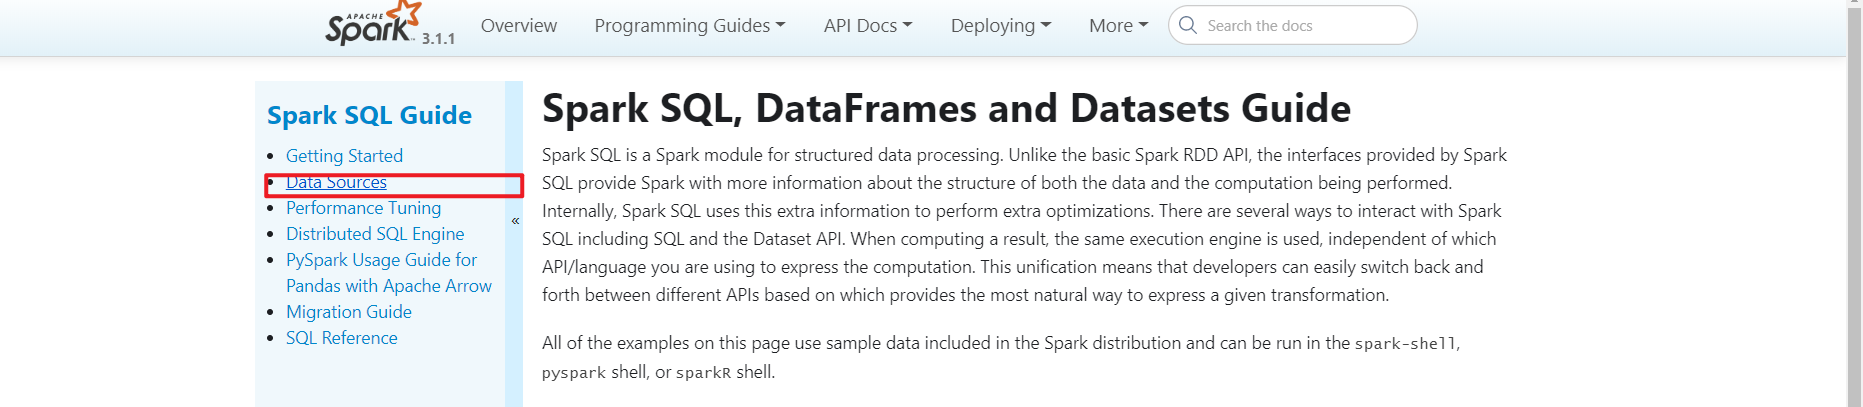 APACHE
Spark 3.1.1 Overview Programming Guides API Docs Deploying More Search the docs
Spark SQL Guide
Getting Started
Data Sources
Performance Tuning
Distributed SQL Engine
PySpark Usage Guide for
Pandas with Apache Arrow
Migration Guide
SQL Reference
«
Spark SQL, DataFrames and Datasets Guide
Spark SQL is a Spark module for structured data processing. Unlike the basic Spark RDD API, the interfaces provided by Spark
SQL provide Spark with more information about the structure of both the data and the computation being performed.
Internally, Spark SQL uses this extra information to perform extra optimizations. There are several ways to interact with Spark
SQL including SQL and the Dataset API. When computing a result, the same execution engine is used, independent of which
API/language you are using to express the computation. This unification means that developers can easily switch back and
forth between different APIs based on which provides the most natural way to express a given transformation.
All of the examples on this page use sample data included in the Spark distribution and can be run in the spark-shell,
pyspark shell, or sparkR shell.